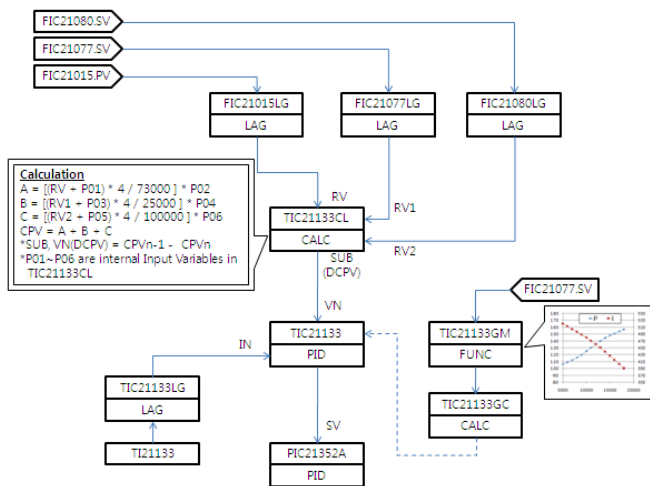 FIC21080.SV
FIC21077.SV
FIC21015.PV
FIC21015LG
LAG
FIC21077LG
LAG
FIC21080LG
LAG
Calculation
A = [(RV + P01) * 4 / 73000 ] * P02
B = [(RV1 + P03) * 4 / 25000 ] * P04
C = [(RV2 + P05) * 4 / 100000 ] * P06
CPV = A + B + C
*SUB, VN(DCPV) = CPVn-1 - CPVn
*P01~P06 are internal Input Variables in
TIC21133CL
RV
RV1
TIC21133CL
CALC
RV2
SUB
(DCPV)
FIC21077.SV
VN
TIC21133
PID
IN
TIC21133GM
FUNC
P I
TIC21133LG
LAG
TIC21133GC
CALC
TI21133
SV
PIC21352A
PID